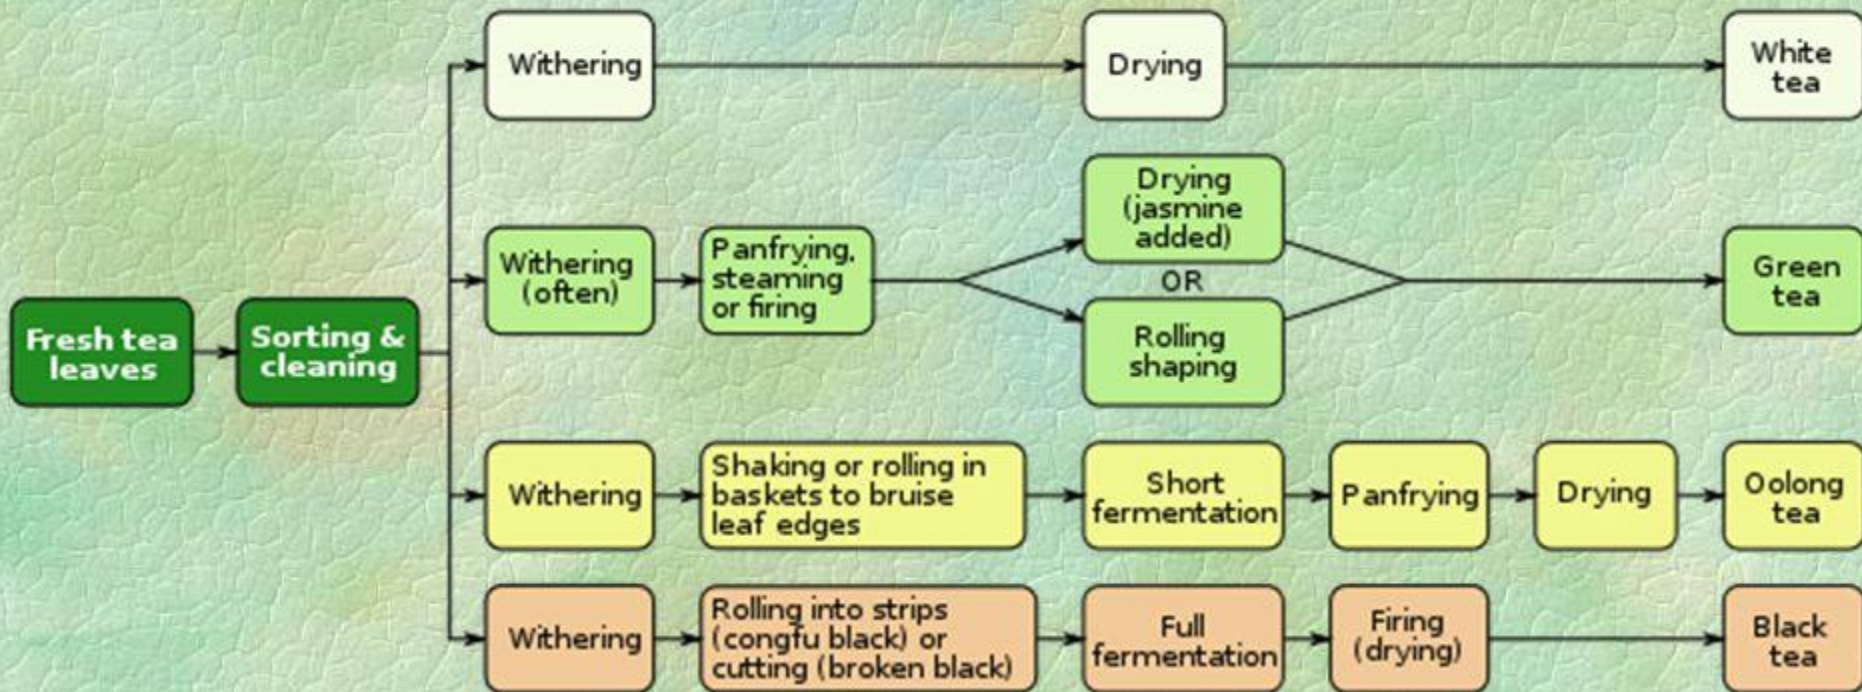 Fresh tea
leaves
Sorting &
cleaning
Withering
Drying
White
tea
Withering
(often)
Panfrying,
steaming
or firing
Drying
(jasmine
added)
OR
Rolling
shaping
Green
tea
Withering
Shaking or rolling in
baskets to bruise
leaf edges
Short
fermentation
Panfrying
Drying
Oolong
tea
Withering
Rolling into strips
(congfu black) or
cutting (broken black)
Full
fermentation
Firing
(drying)
Black
tea